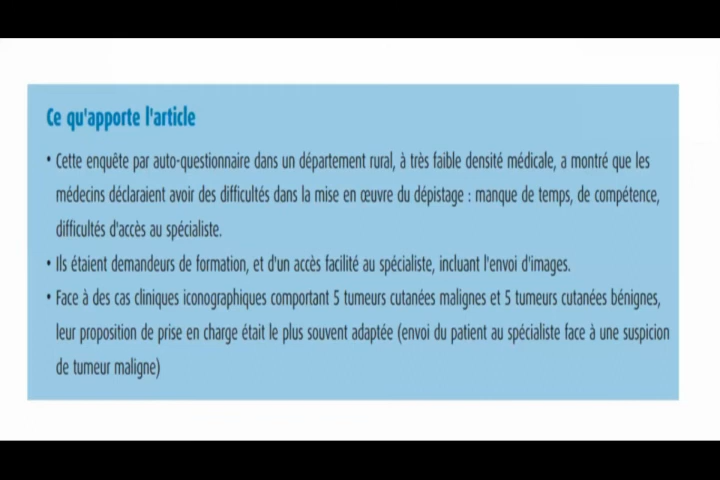 Ce qu'apporte l'article
• Cette enquête par auto-questionnaire dans un département rural, à très faible densité médicale, a montré que les
médecins déclaraient avoir des difficultés dans la mise en œuvre du dépistage : manque de temps, de compétence,
difficultés d'accès au spécialiste.
• Ils étaient demandeurs de formation, et d'un accès facilité au spécialiste, incluant l'envoi d'images.
• Face à des cas cliniques iconographiques comportant 5 tumeurs cutanées malignes et 5 tumeurs cutanées bénignes,
leur proposition de prise en charge était le plus souvent adaptée (envoi du patient au spécialiste face à une suspicion
de tumeur maligne)